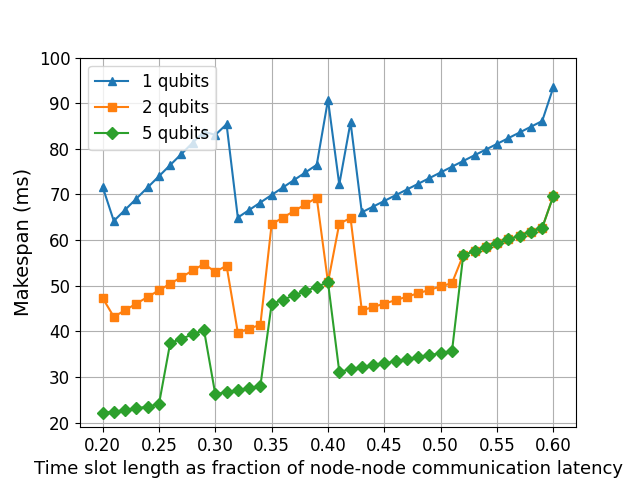 100
90
80
70
60
50
40
30
20
Makespan (ms)
1 qubits
2 qubits
5 qubits
0.20 0.25 0.30 0.35 0.40 0.45 0.50 0.55 0.60
Time slot length as fraction of node-node communication latency